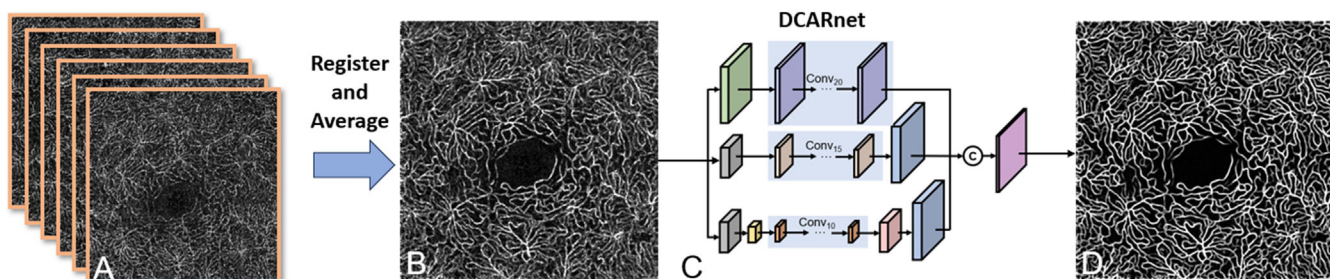 DCARnet
Register
and
Average
Conv20
...
Conv15
...
Conv10
...
C
A
B
C
D